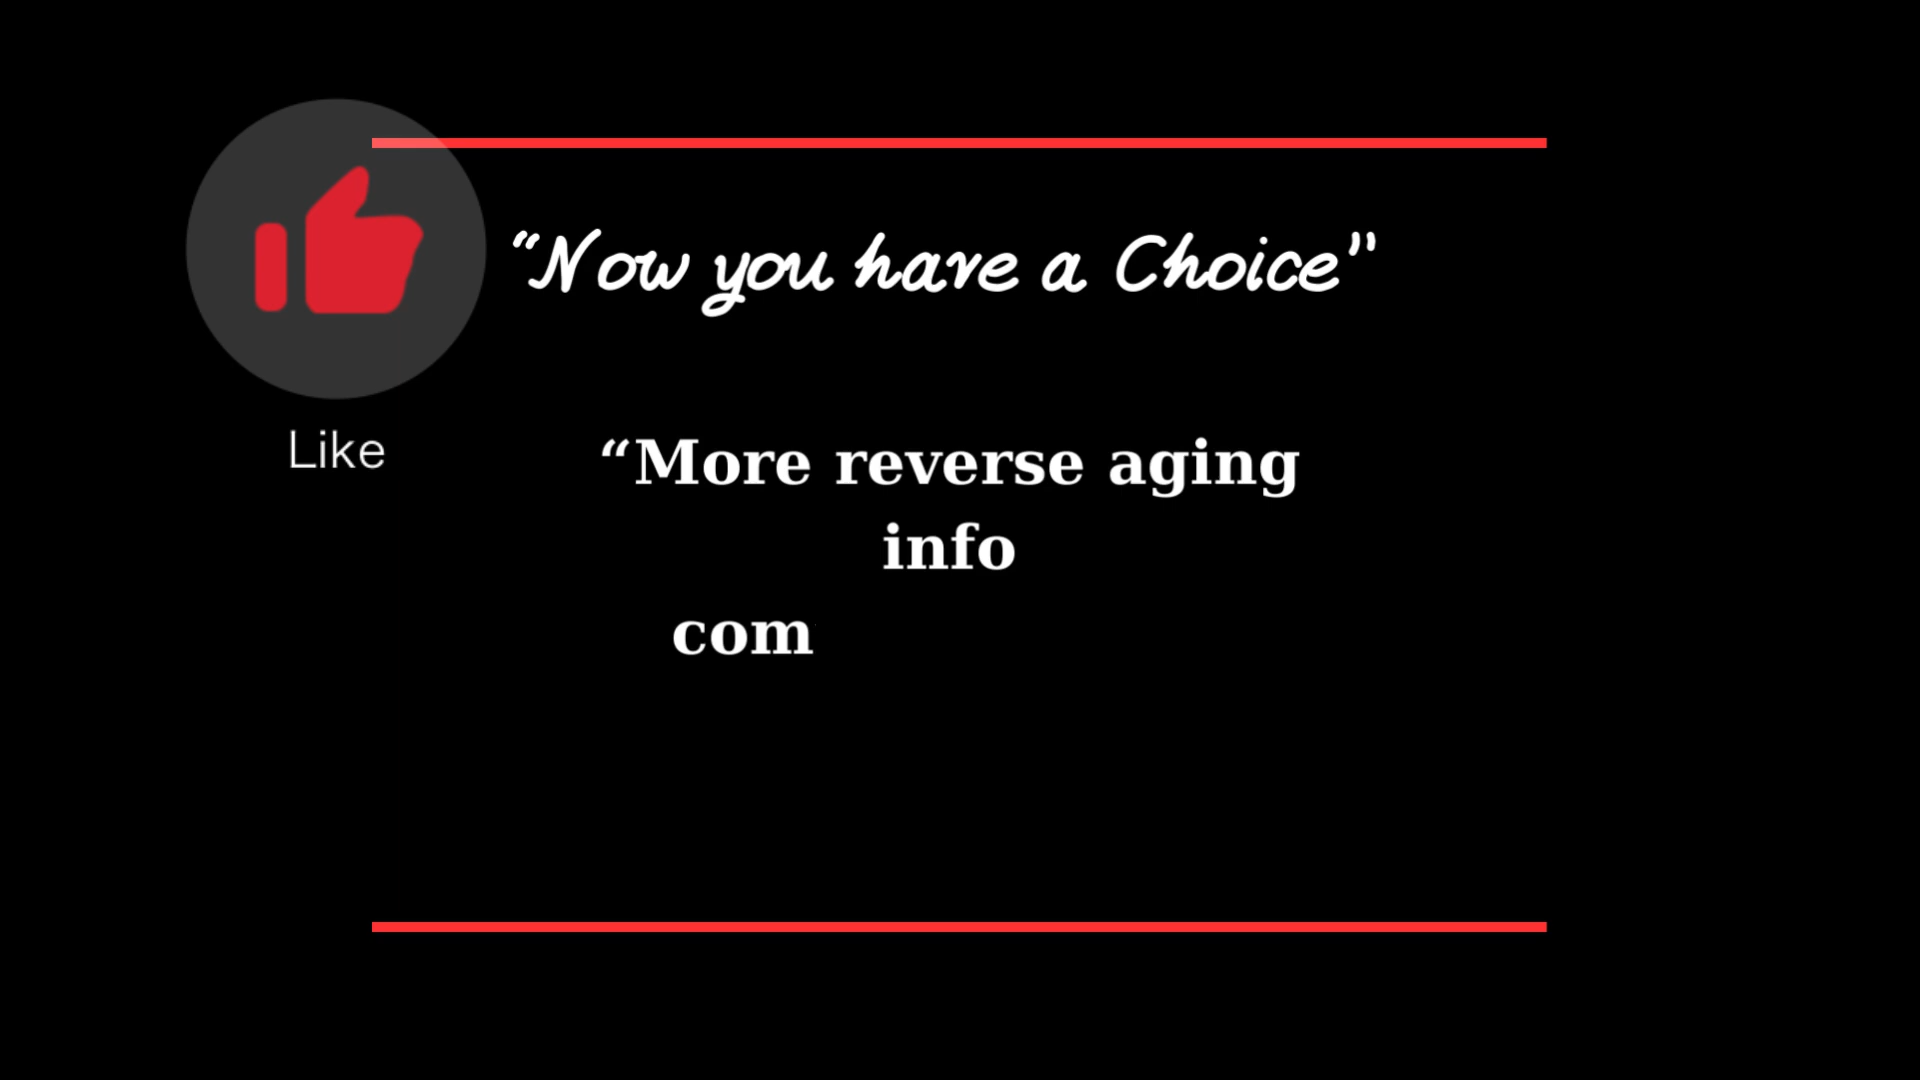 “Now you have a Choice”
Like
“More reverse aging
info
com